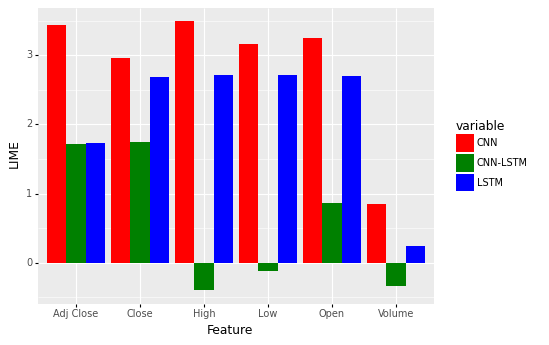 LIME
3
2
1
0
Adj Close Close High Low Open Volume
Feature
variable
CNN
CNN-LSTM
LSTM